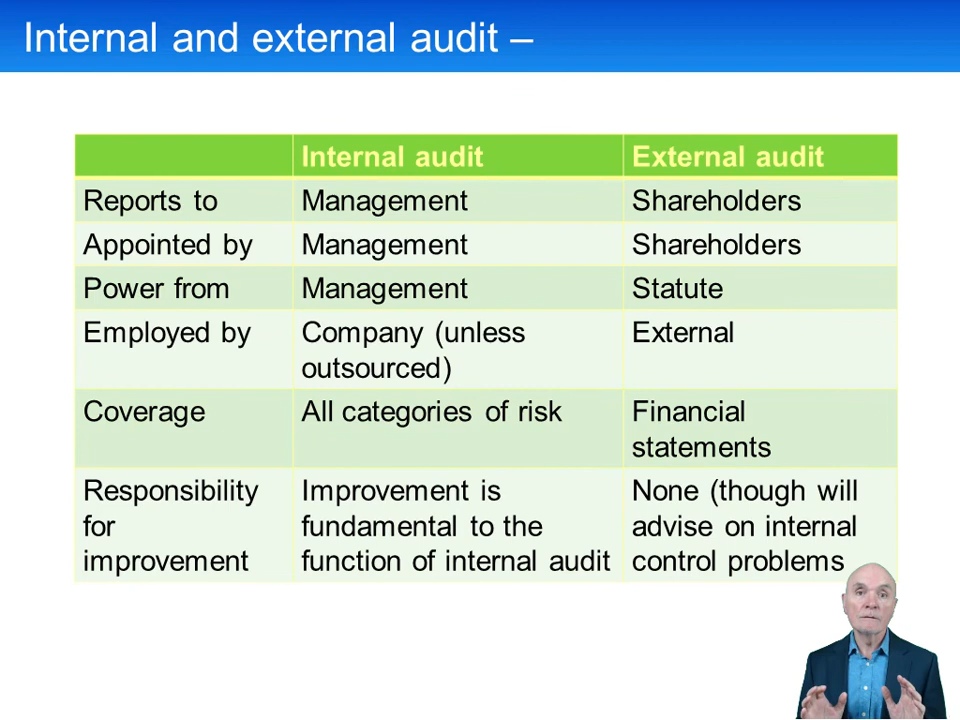 Internal and external audit –
Internal audit External audit
Reports to Management Shareholders
Appointed by Management Shareholders
Power from Management Statute
Employed by Company (unless External
outsourced)
Coverage All categories of risk Financial
statements
Responsibility Improvement is None (though will
for fundamental to the advise on internal
improvement function of internal audit control problems